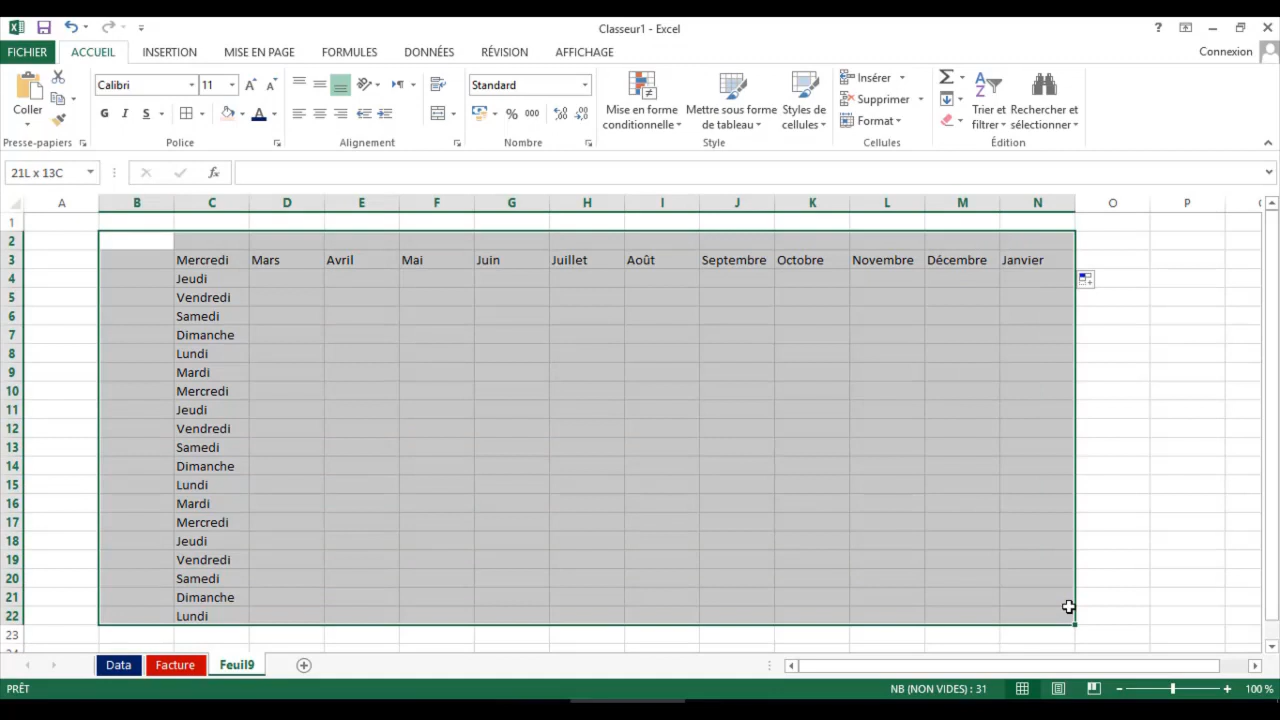 Classeur1 - Excel
?
FICHIER ACCUEIL INSERTION MISE EN PAGE FORMULES DONNÉES RÉVISION AFFICHAGE Connexion
Coller
Calibri 11 A A
G I S A
Standard
% 000
Mise en forme conditionnelle
Mettre sous forme de tableau
Styles de cellules
Insérer
Supprimer
Format
Trier et filtrer
Rechercher et sélectionner
Presse-papiers Police Alignement Nombre Style Cellules Édition
21L x 13C fx
A B C D E F G H I J K L M N O P
1
2
3 Mercredi Mars Avril Mai Juin Juillet Août Septembre Octobre Novembre Décembre Janvier
4 Jeudi
5 Vendredi
6 Samedi
7 Dimanche
8 Lundi
9 Mardi
10 Mercredi
11 Jeudi
12 Vendredi
13 Samedi
14 Dimanche
15 Lundi
16 Mardi
17 Mercredi
18 Jeudi
19 Vendredi
20 Samedi
21 Dimanche
22 Lundi
23
Data Facture Feuil9
PRÊT NB (NON VIDES) : 31 100 %